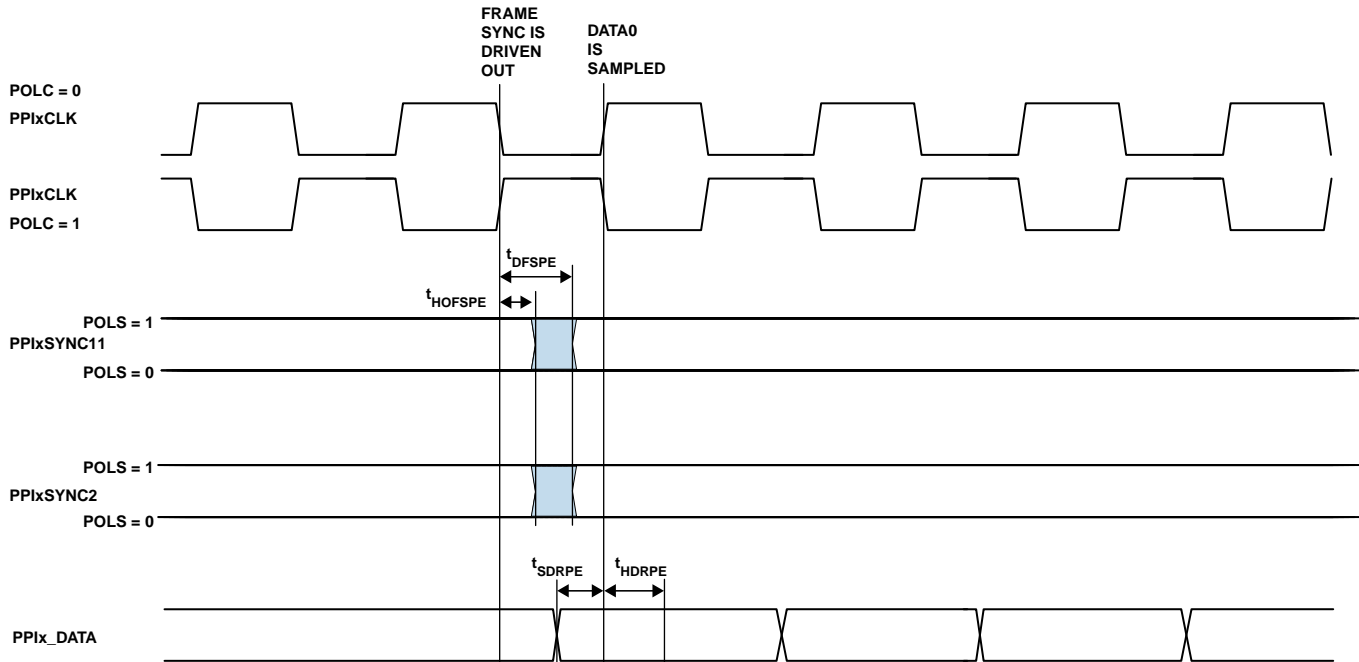 FRAME
SYNC IS
DRIVEN
OUT
DATA0
IS
SAMPLED
POLC = 0
PPIxCLK
PPIxCLK
POLC = 1
tDFSPE
tHOFSPE
POLS = 1
PPIxSYNC11
POLS = 0
POLS = 1
PPIxSYNC2
POLS = 0
tSDRPE
tHDRPE
PPIx_DATA